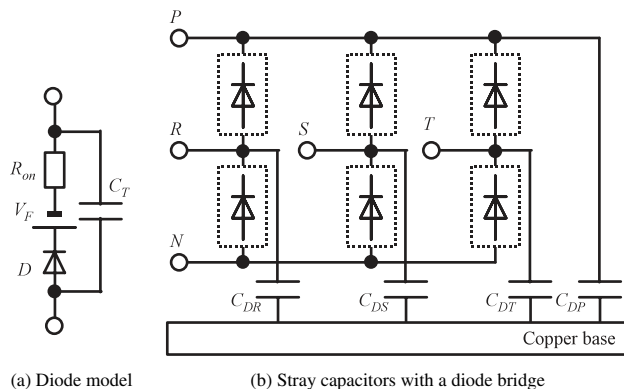 P
R
S
T
N
R_on
V_F
D
C_T
C_DR
C_DS
C_DT
C_DP
Copper base
(a) Diode model
(b) Stray capacitors with a diode bridge